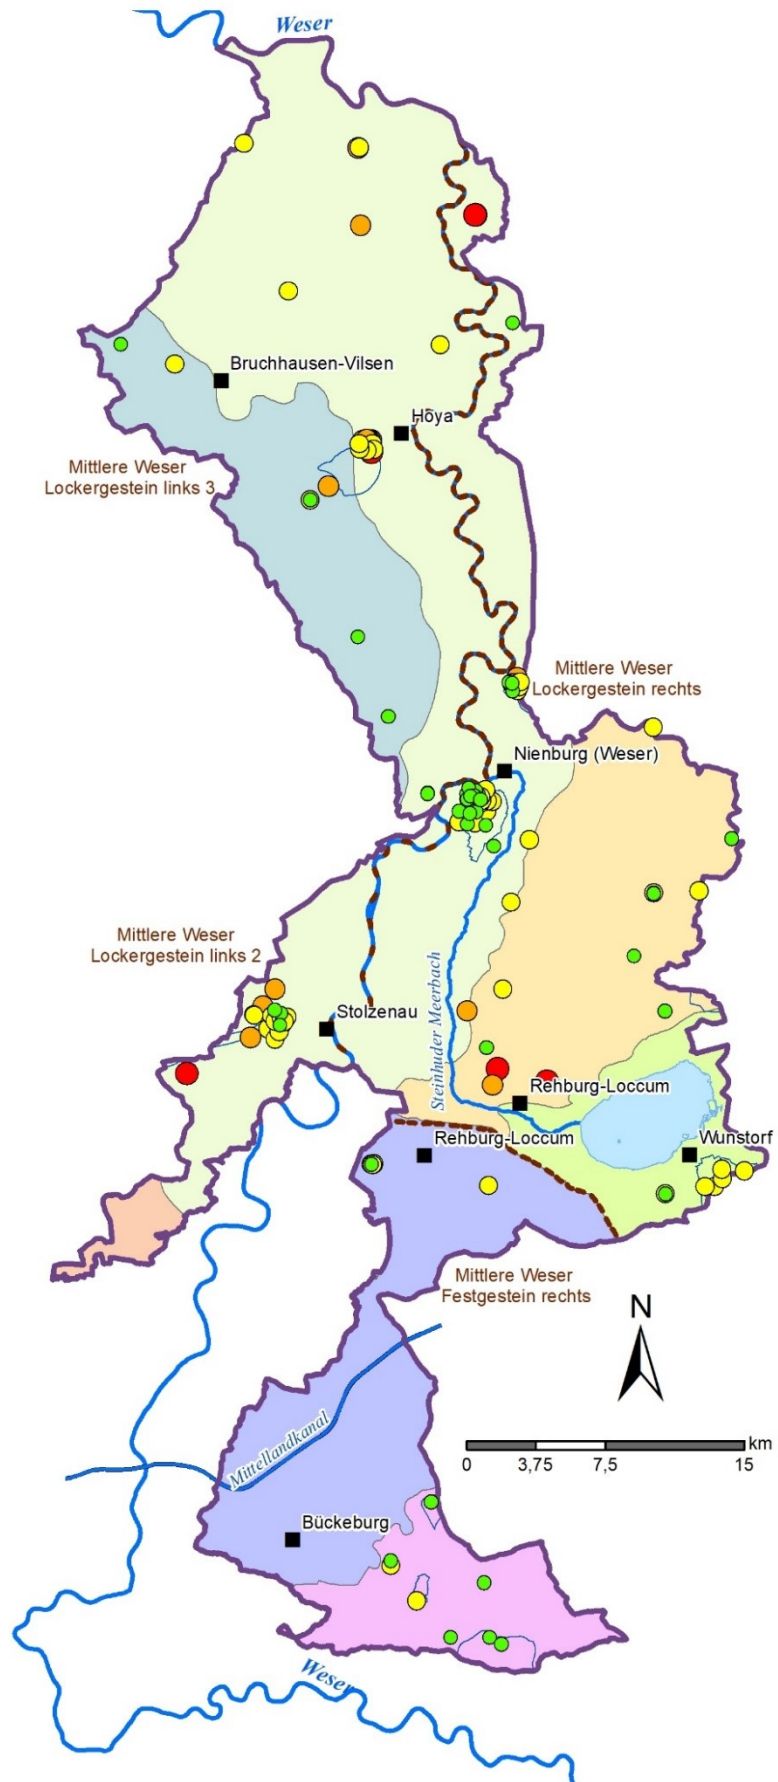 Weser
Bruchhausen-Vilsen
Hoya
Mittlere Weser
Lockergestein links 3
Mittlere Weser
Lockergestein rechts
Nienburg (Weser)
Mittlere Weser
Lockergestein links 2
Stolzenau
Steinhuder Meerbach
Rehburg-Loccum
Rehburg-Loccum
Wunstorf
Mittlere Weser
Festgestein rechts
N
Mittellandkanal
km
0 3,75 7,5 15
Bückeburg
Weser